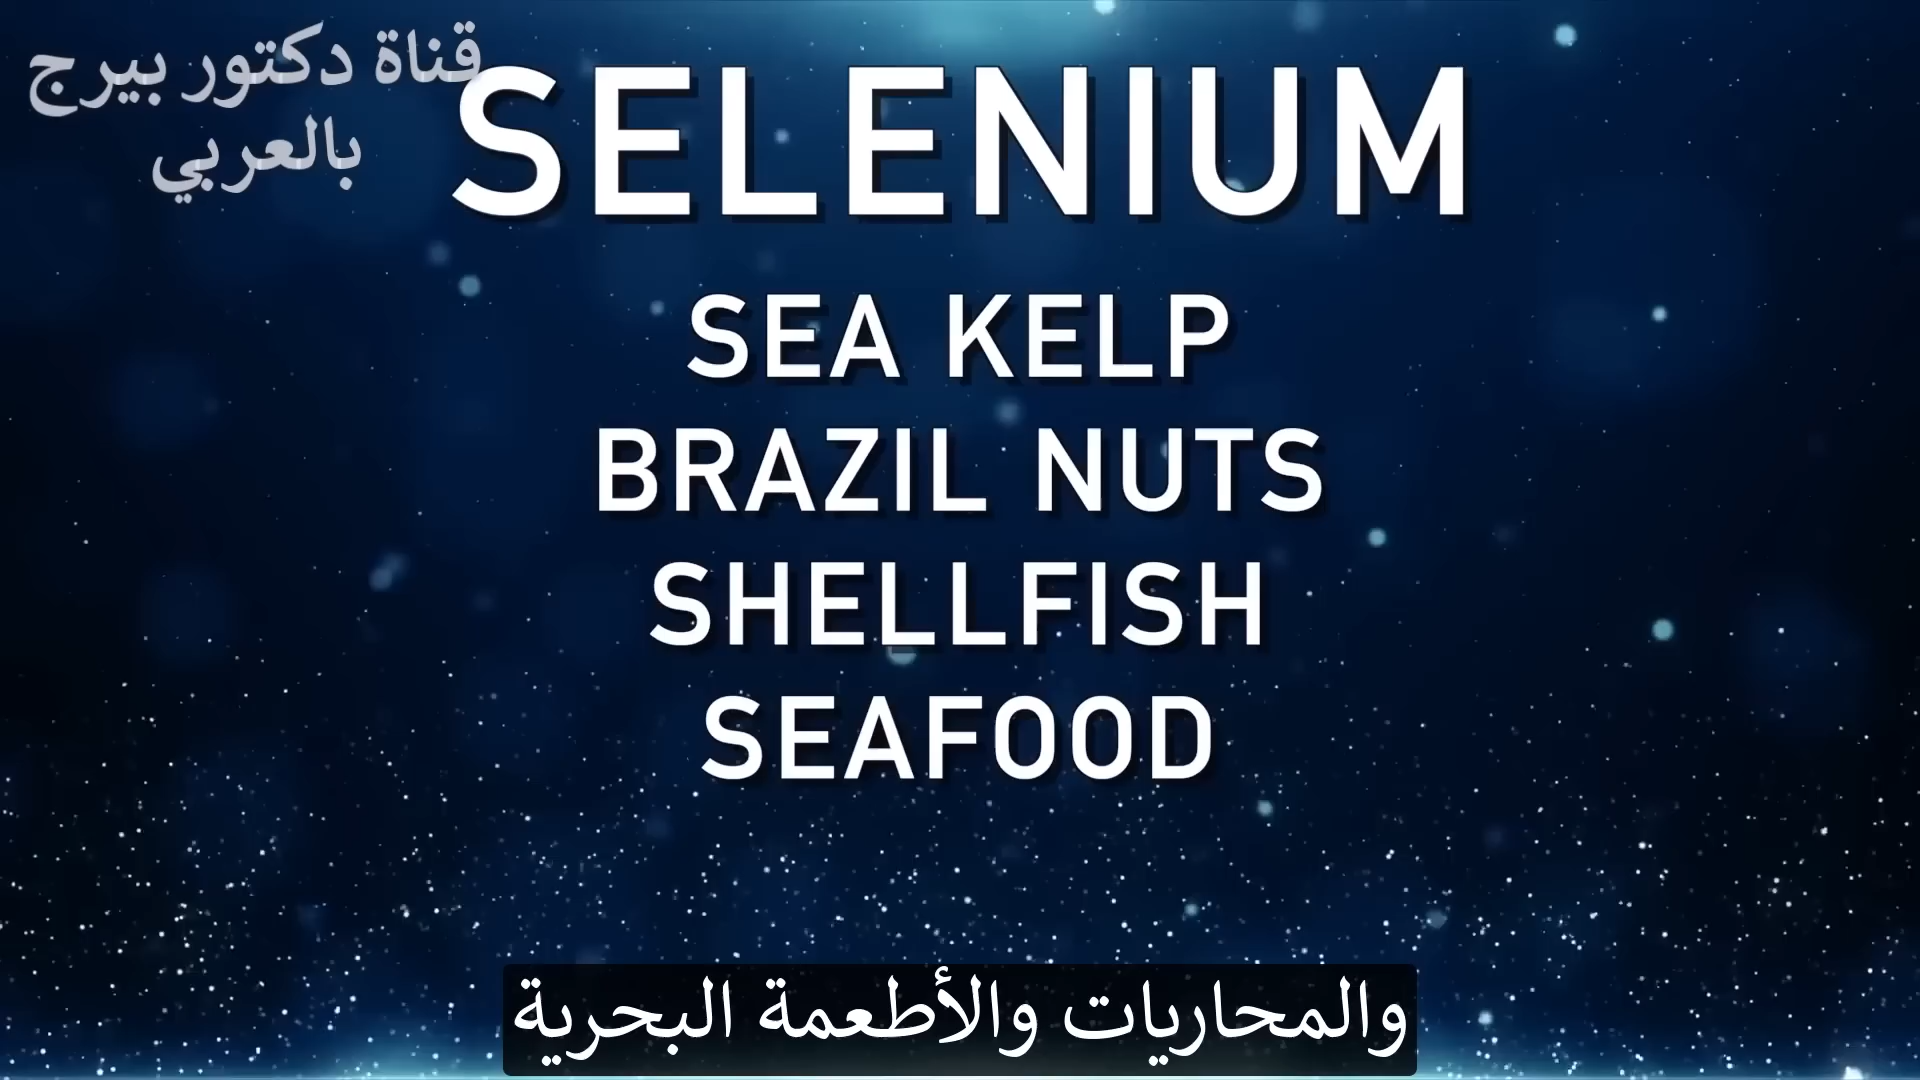 قناة دكتور بيرج
بالعربي
SELENIUM
SEA KELP
BRAZIL NUTS
SHELLFISH
SEAFOOD
والمحاريات والأطعمة البحرية